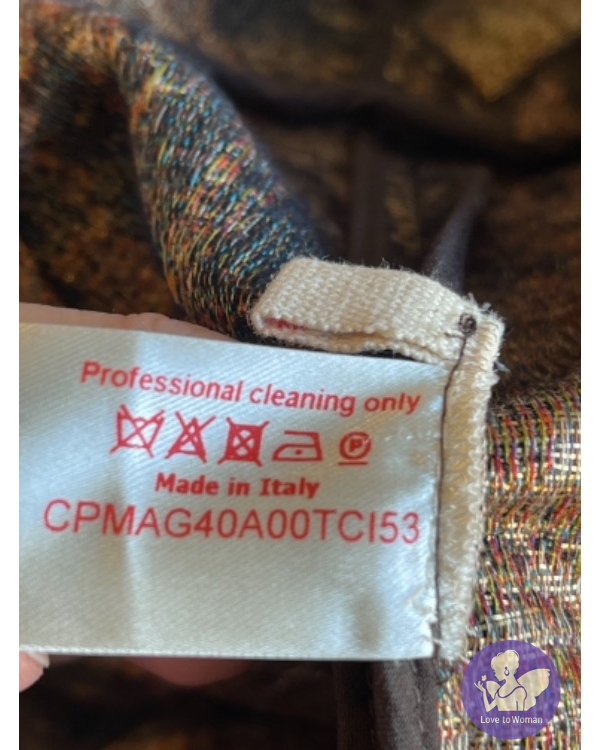 Professional cleaning only
P
Made in Italy
CPMAG40A00TCI53
Love to Woman